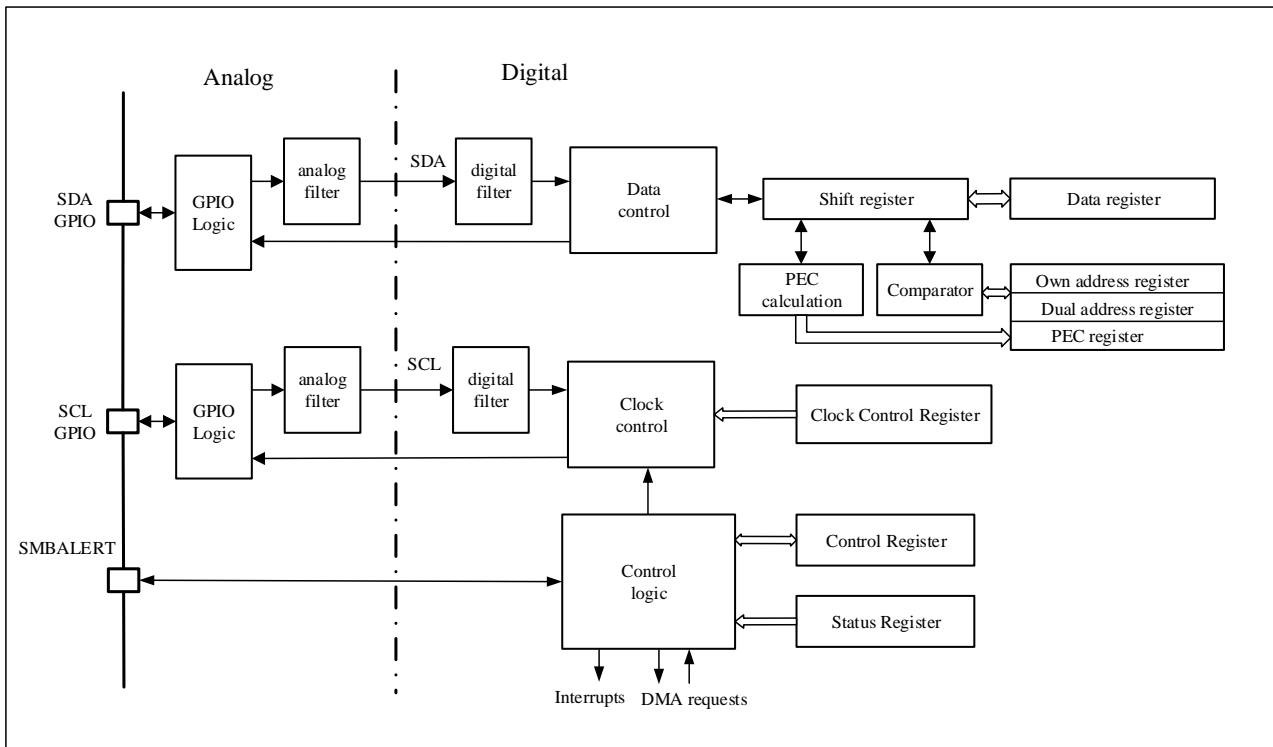 Analog
Digital
SDA
GPIO
GPIO
Logic
analog
filter
SDA
digital
filter
Data
control
Shift register
Data register
PEC
calculation
Comparator
Own address register
Dual address register
PEC register
SCL
GPIO
GPIO
Logic
analog
filter
SCL
digital
filter
Clock
control
Clock Control Register
SMBALERT
Control
logic
Control Register
Status Register
Interrupts
DMA requests